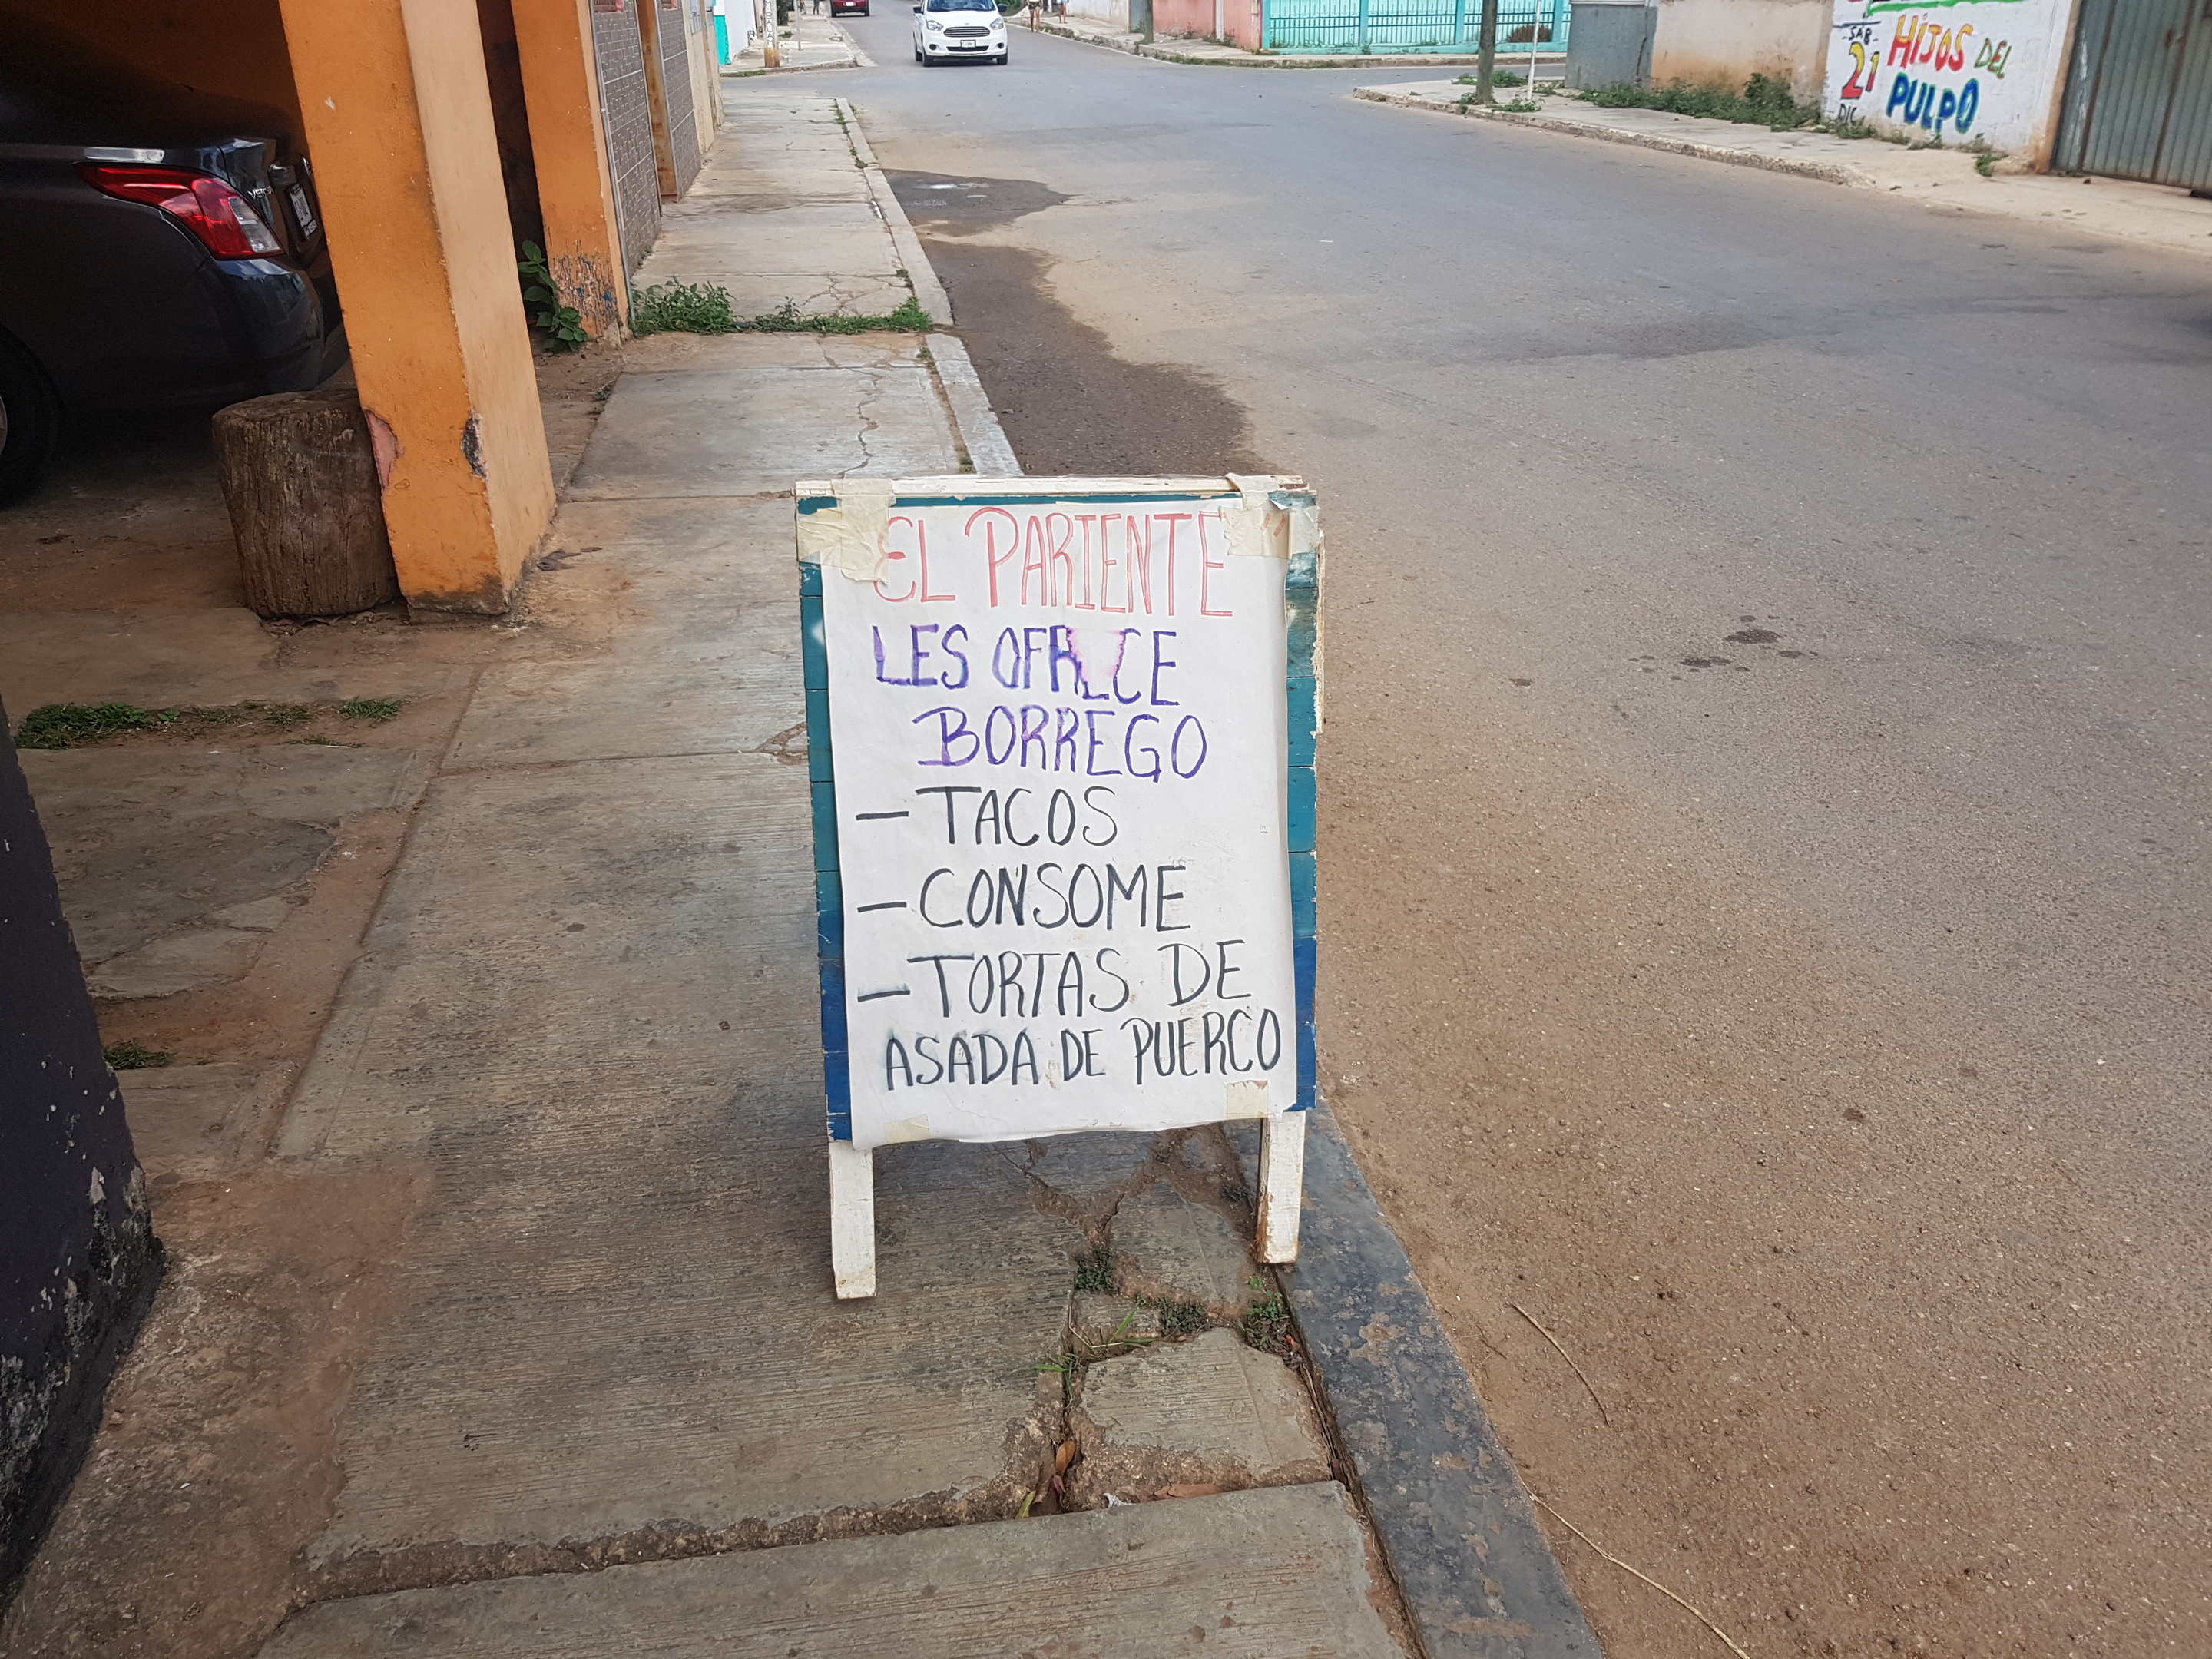 SAB
21
DIC
HIJOS DEL
PULPO
EL PARIENTE"
LES OFRECE
BORREGO
- TACOS
- CONSOME
- TORTAS DE
ASADA DE PUERCO